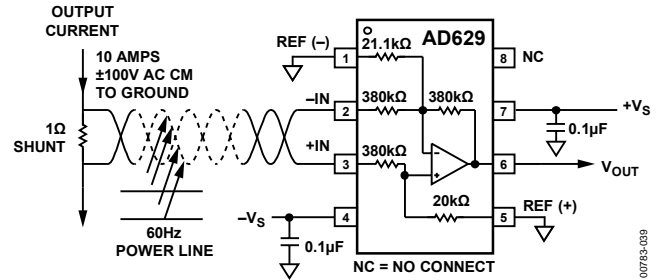 OUTPUT
CURRENT
10 AMPS
±100V AC CM
TO GROUND
1Ω
SHUNT
60Hz
POWER LINE
REF (–)
1
21.1kΩ
AD629
8
NC
–IN
2
380kΩ
380kΩ
7
+VS
0.1µF
+IN
3
380kΩ
–
+
6
VOUT
–VS
4
0.1µF
20kΩ
5
REF (+)
NC = NO CONNECT
00783-039